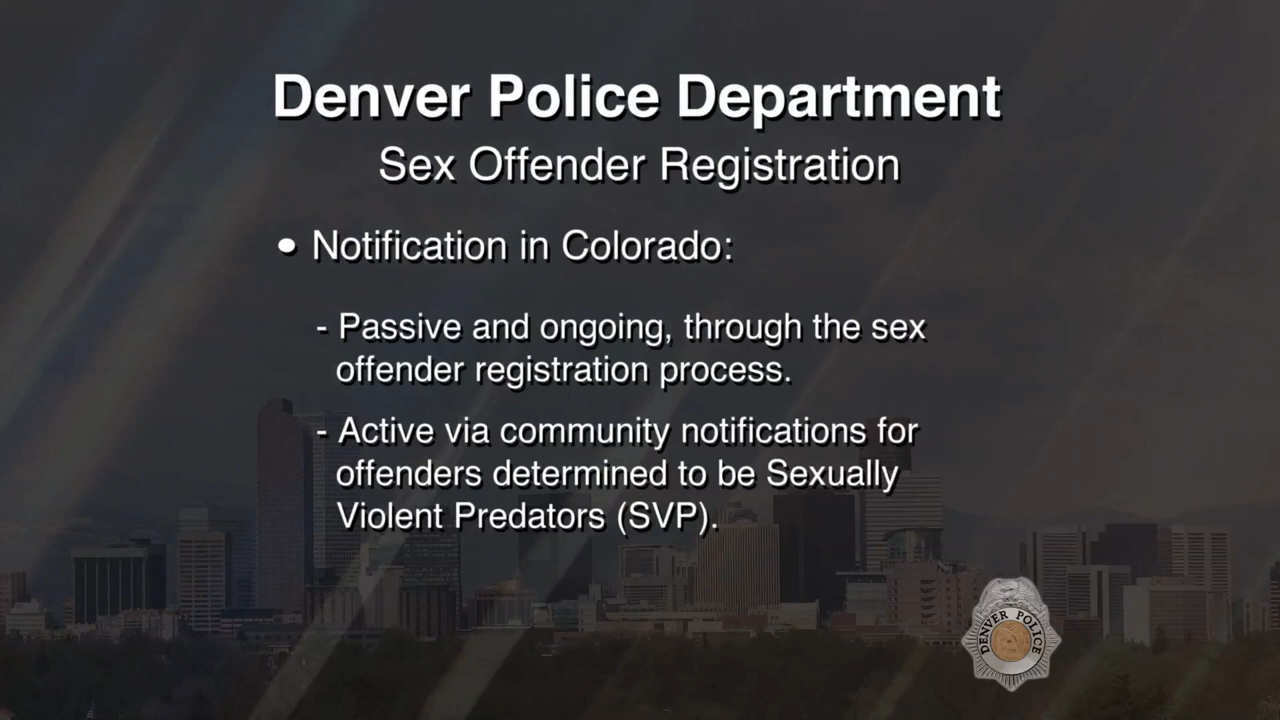 Denver Police Department
Sex Offender Registration
• Notification in Colorado:
- Passive and ongoing, through the sex
offender registration process.
- Active via community notifications for
offenders determined to be Sexually
Violent Predators (SVP).
DENVER POLICE